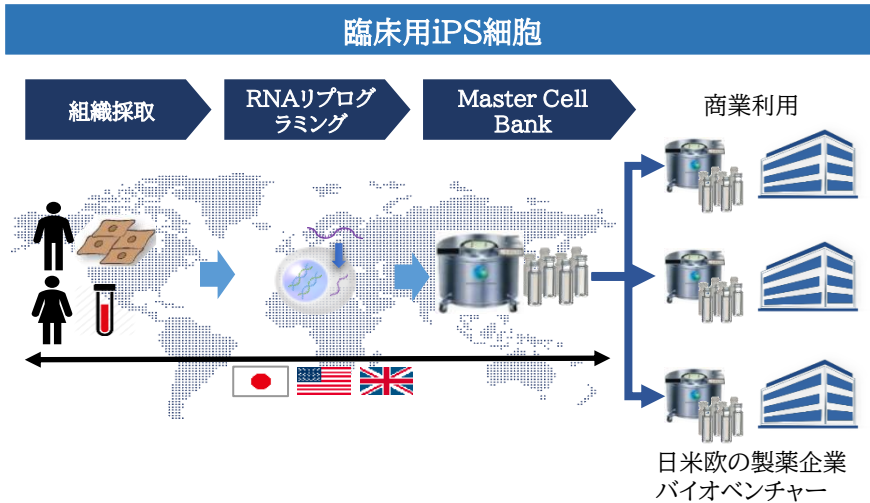 臨床用iPS細胞
組織採取
RNAリプログ
ラミング
Master Cell
Bank
商業利用
日米欧の製薬企業
バイオベンチャー